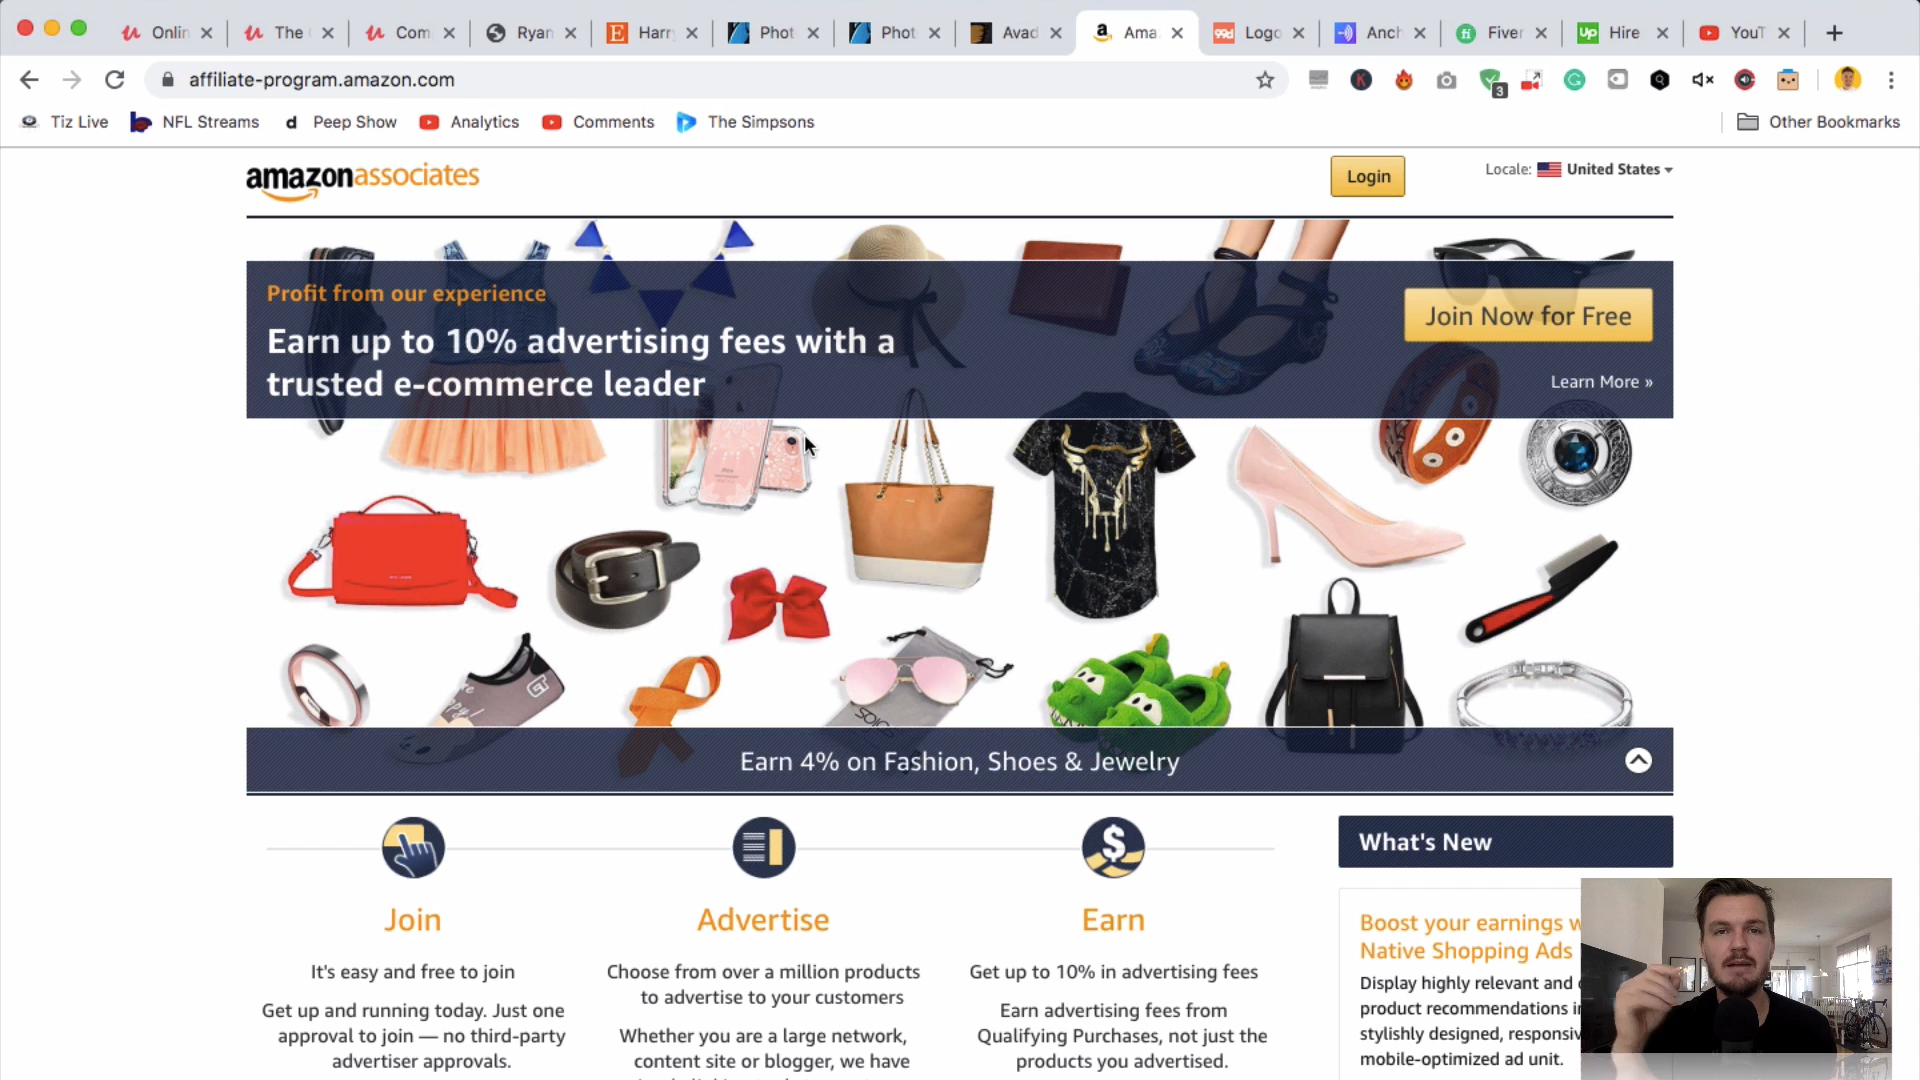 Onlin
The
Com
Ryan
Harr
Phot
Phot
Avad
Ama
Logo
Anch
Fiver
Hire
YouT
affiliate-program.amazon.com
3
Tiz Live
NFL Streams
d
Peep Show
Analytics
Comments
The Simpsons
Other Bookmarks
amazonassociates
Login
Locale:
United States
Profit from our experience
Earn up to 10% advertising fees with a
trusted e-commerce leader
Join Now for Free
Learn More »
Earn 4% on Fashion, Shoes & Jewelry
Join
It's easy and free to join
Get up and running today. Just one
approval to join — no third-party
advertiser approvals.
Advertise
Choose from over a million products
to advertise to your customers
Whether you are a large network,
content site or blogger, we have
Earn
Get up to 10% in advertising fees
Earn advertising fees from
Qualifying Purchases, not just the
products you advertised.
What's New
Boost your earnings w
Native Shopping Ads
Display highly relevant and
product recommendations i
stylishly designed, responsiv
mobile-optimized ad unit.